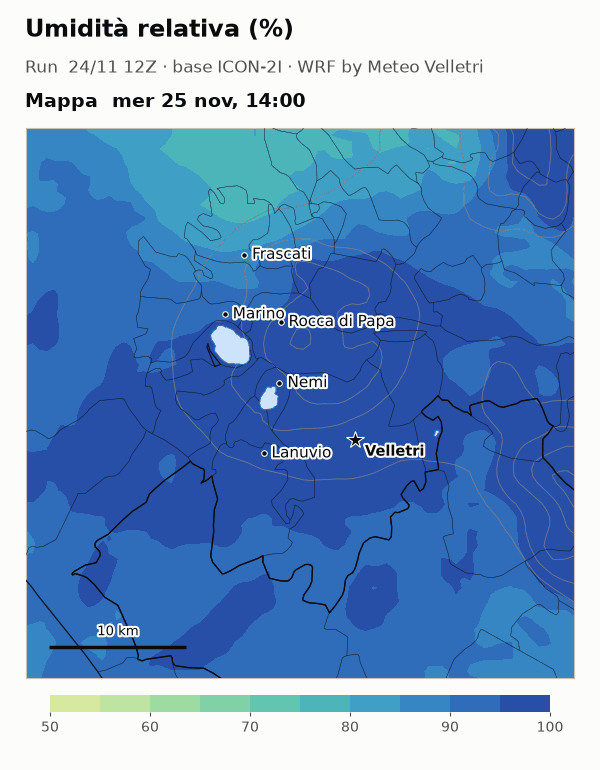 Umidità relativa (%)
Run  24/11 12Z · base ICON-2I · WRF by Meteo Velletri
Mappa  mer 25 nov, 14:00
Frascati
Marino
Rocca di Papa
Nemi
Velletri
Lanuvio
10 km
50 60 70 80 90 100